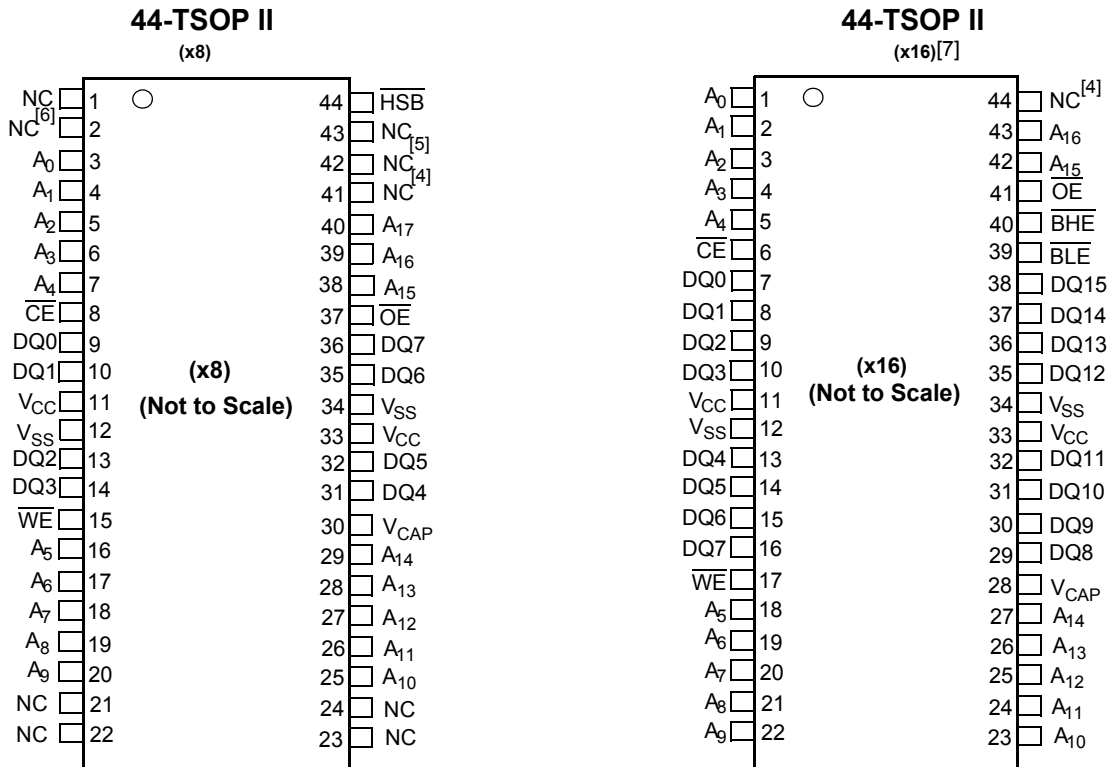 44-TSOP II
(x8)
NC 1
NC[6] 2
A0 3
A1 4
A2 5
A3 6
A4 7
C̅E̅ 8
DQ0 9
DQ1 10
VCC 11
VSS 12
DQ2 13
DQ3 14
W̅E̅ 15
A5 16
A6 17
A7 18
A8 19
A9 20
NC 21
NC 22
(x8)
(Not to Scale)
44 H̅S̅B̅
43 NC
42 NC[5]
41 NC[4]
40 A17
39 A16
38 A15
37 O̅E̅
36 DQ7
35 DQ6
34 VSS
33 VCC
32 DQ5
31 DQ4
30 VCAP
29 A14
28 A13
27 A12
26 A11
25 A10
24 NC
23 NC
44-TSOP II
(x16)[7]
A0 1
A1 2
A2 3
A3 4
A4 5
C̅E̅ 6
DQ0 7
DQ1 8
DQ2 9
DQ3 10
VCC 11
VSS 12
DQ4 13
DQ5 14
DQ6 15
DQ7 16
W̅E̅ 17
A5 18
A6 19
A7 20
A8 21
A9 22
(x16)
(Not to Scale)
44 NC[4]
43 A16
42 A15
41 O̅E̅
40 B̅H̅E̅
39 B̅L̅E̅
38 DQ15
37 DQ14
36 DQ13
35 DQ12
34 VSS
33 VCC
32 DQ11
31 DQ10
30 DQ9
29 DQ8
28 VCAP
27 A14
26 A13
25 A12
24 A11
23 A10